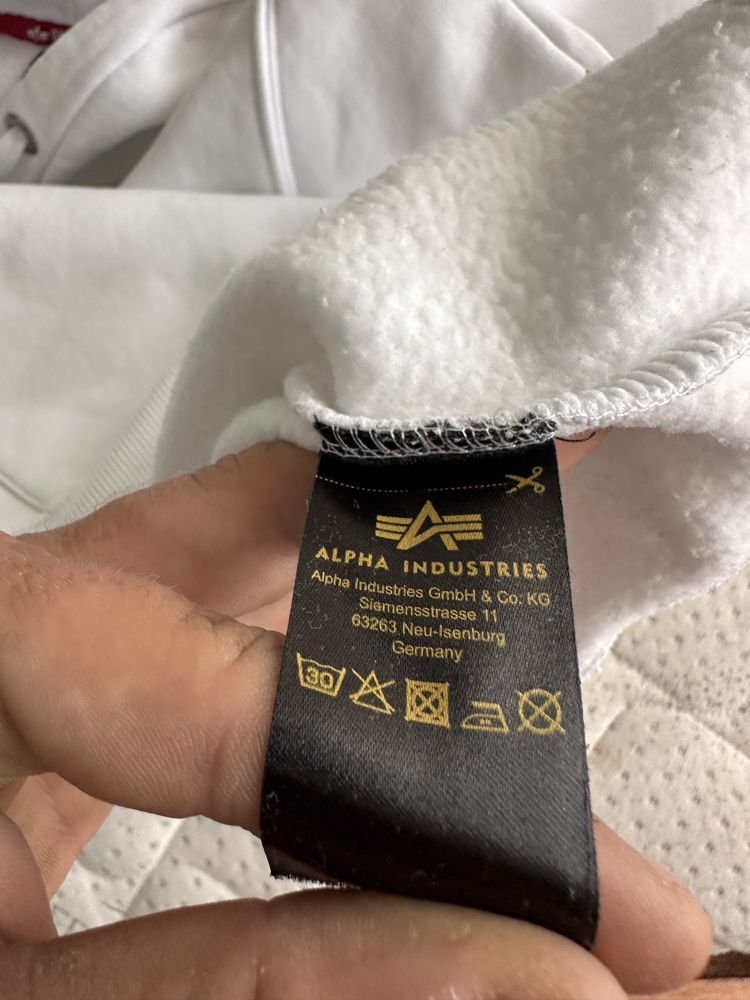 ALPHA INDUSTRIES
Alpha Industries GmbH & Co. KG
Siemensstrasse 11
63263 Neu-Isenburg
Germany
30